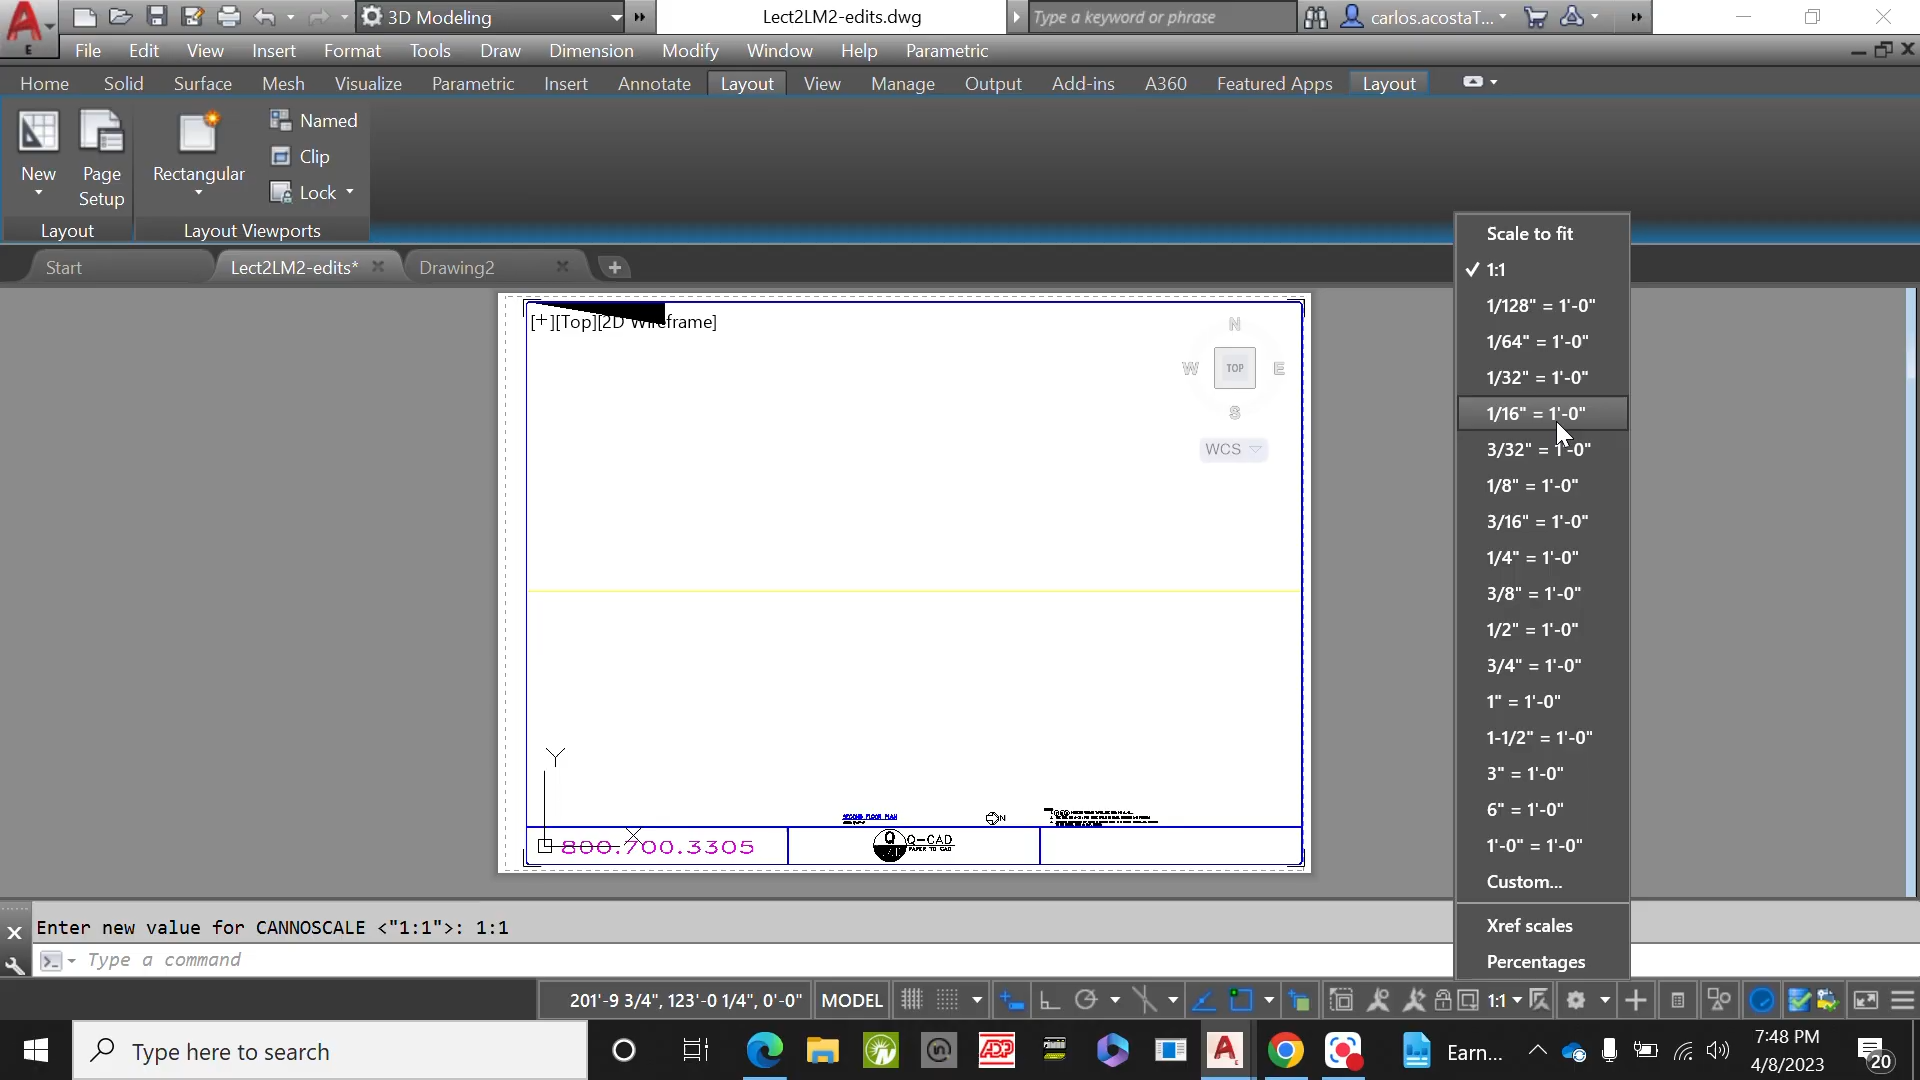 3D Modeling
Lect2LM2-edits.dwg
Type a keyword or phrase
carlos.acostaT...
E
File Edit View Insert Format Tools Draw Dimension Modify Window Help Parametric
Home Solid Surface Mesh Visualize Parametric Insert Annotate Layout View Manage Output Add-ins A360 Featured Apps Layout
Named
Clip
New
Page
Setup
Rectangular
Lock
Layout
Layout Viewports
Start
Lect2LM2-edits*
Drawing2
[+][Top][2D Wireframe]
N
W
TOP
E
S
WCS
Y
X
SECOND FLOOR PLAN
N
800.700.3305
Q
Q-CAD
PAPER TO CAD
Scale to fit
1:1
1/128" = 1'-0"
1/64" = 1'-0"
1/32" = 1'-0"
1/16" = 1'-0"
3/32" = 1'-0"
1/8" = 1'-0"
3/16" = 1'-0"
1/4" = 1'-0"
3/8" = 1'-0"
1/2" = 1'-0"
3/4" = 1'-0"
1" = 1'-0"
1-1/2" = 1'-0"
3" = 1'-0"
6" = 1'-0"
1'-0" = 1'-0"
Custom...
Xref scales
Percentages
Enter new value for CANNOSCALE <"1:1">: 1:1
Type a command
201'-9 3/4", 123'-0 1/4", 0'-0"
MODEL
1:1
Type here to search
ADP
Earn...
7:48 PM
4/8/2023
20